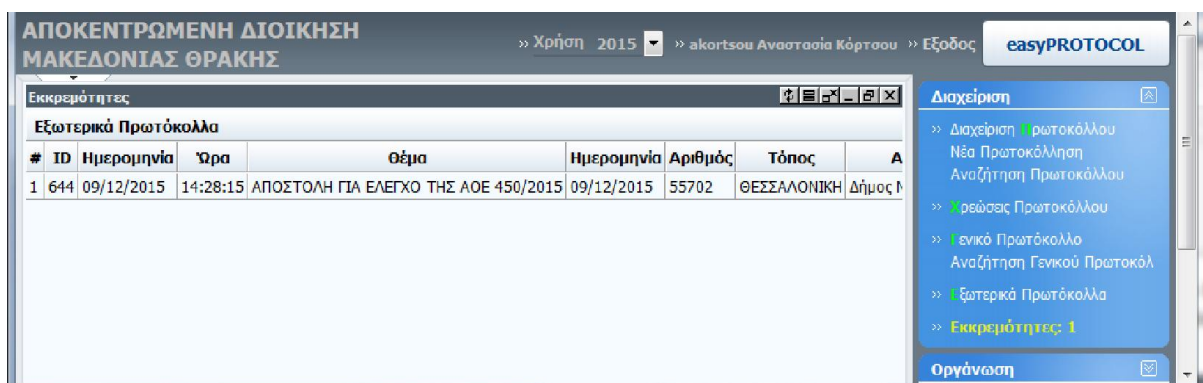 ΑΠΟΚΕΝΤΡΩΜΕΝΗ ΔΙΟΙΚΗΣΗ
ΜΑΚΕΔΟΝΙΑΣ ΘΡΑΚΗΣ
» Χρήση 2015 » akortsou Αναστασία Κόρτσου » Εξοδος easyPROTOCOL
Εκκρεμότητες
Εξωτερικά Πρωτόκολλα
# ID Ημερομηνία Ώρα Θέμα Ημερομηνία Αριθμός Τόπος Α
1 644 09/12/2015 14:28:15 ΑΠΟΣΤΟΛΗ ΓΙΑ ΕΛΕΓΧΟ ΤΗΣ ΑΟΕ 450/2015 09/12/2015 55702 ΘΕΣΣΑΛΟΝΙΚΗ Δήμος
Διαχείριση
» Διαχείριση Πρωτοκόλλου
Νέα Πρωτοκόλληση
Αναζήτηση Πρωτοκόλλου
» Χρεώσεις Πρωτοκόλλου
» Γενικό Πρωτόκολλο
Αναζήτηση Γενικού Πρωτοκόλ
» Εξωτερικά Πρωτόκολλα
» Εκκρεμότητες: 1
Οργάνωση